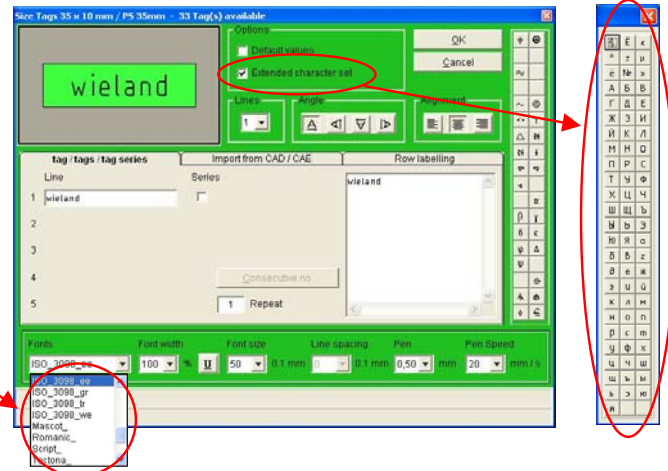 Size Tags 35 x 10 mm / PS 35mm - 33 Tag(s) available
wieland
Options
Default values
Extended character set
OK
Cancel
Lines
1
Angle
Alignment
tag / tags / tag series
Import from CAD / CAE
Row labelling
Line
Series
1 wieland
2
3
4
5
Consecutive no
1 Repeat
wieland
Fonts
Font width
Font size
Line spacing
Pen
Pen Speed
ISO_3098_ee
100 %
U
50 0.1 mm
0 0.1 mm
0,50 mm
20 mm / s
ISO_3098_ee
ISO_3098_gr
ISO_3098_tr
ISO_3098_we
Mascot_
Romanic_
Script_
Tectona_
β γ
δ ε
ψ Δ
Ё є
° ± µ
ё № »
А Б В
Г Д Е
Ж З И
Й К Л
М Н О
П Р С
Т У Ф
Х Ц Ч
Ш Щ Ъ
Ы Ь Э
Ю Я а
б в г
д е ж
з и й
к л м
н о п
р с т
у ф х
ц ч ш
щ ъ ы
ь э ю
я